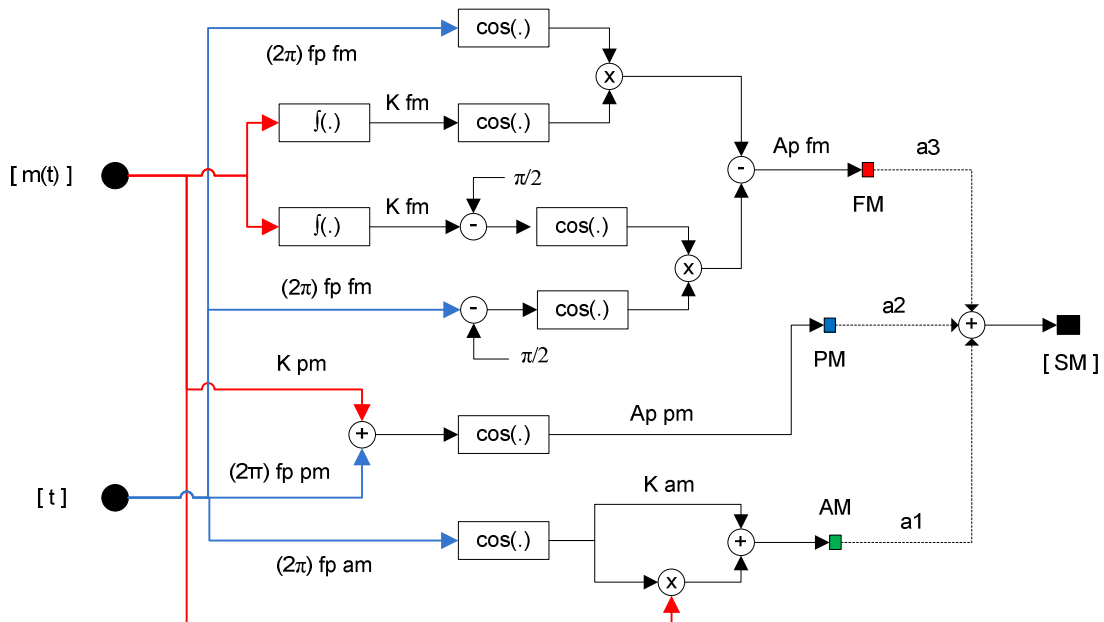 cos(.)
(2π) fp fm
x
K fm
∫(.)
cos(.)
[ m(t) ]
Ap fm
a3
-
FM
π/2
K fm
∫(.)
-
cos(.)
x
(2π) fp fm
-
cos(.)
π/2
a2
+
PM
[ SM ]
K pm
Ap pm
+
cos(.)
(2π) fp pm
[ t ]
K am
AM
a1
cos(.)
+
(2π) fp am
x